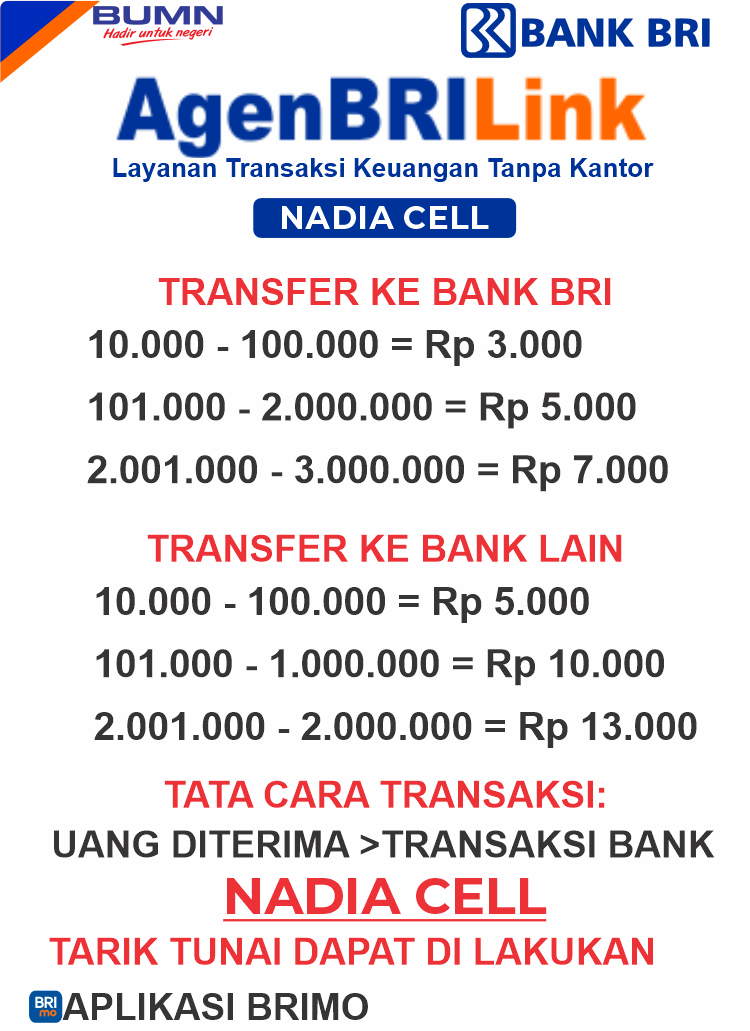 BUMN
Hadir untuk negeri
BANK BRI
AgenBRILink
Layanan Transaksi Keuangan Tanpa Kantor
NADIA CELL
TRANSFER KE BANK BRI
10.000 - 100.000 = Rp 3.000
101.000 - 2.000.000 = Rp 5.000
2.001.000 - 3.000.000 = Rp 7.000
TRANSFER KE BANK LAIN
10.000 - 100.000 = Rp 5.000
101.000 - 1.000.000 = Rp 10.000
2.001.000 - 2.000.000 = Rp 13.000
TATA CARA TRANSAKSI:
UANG DITERIMA >TRANSAKSI BANK
NADIA CELL
TARIK TUNAI DAPAT DI LAKUKAN
BRI mo APLIKASI BRIMO